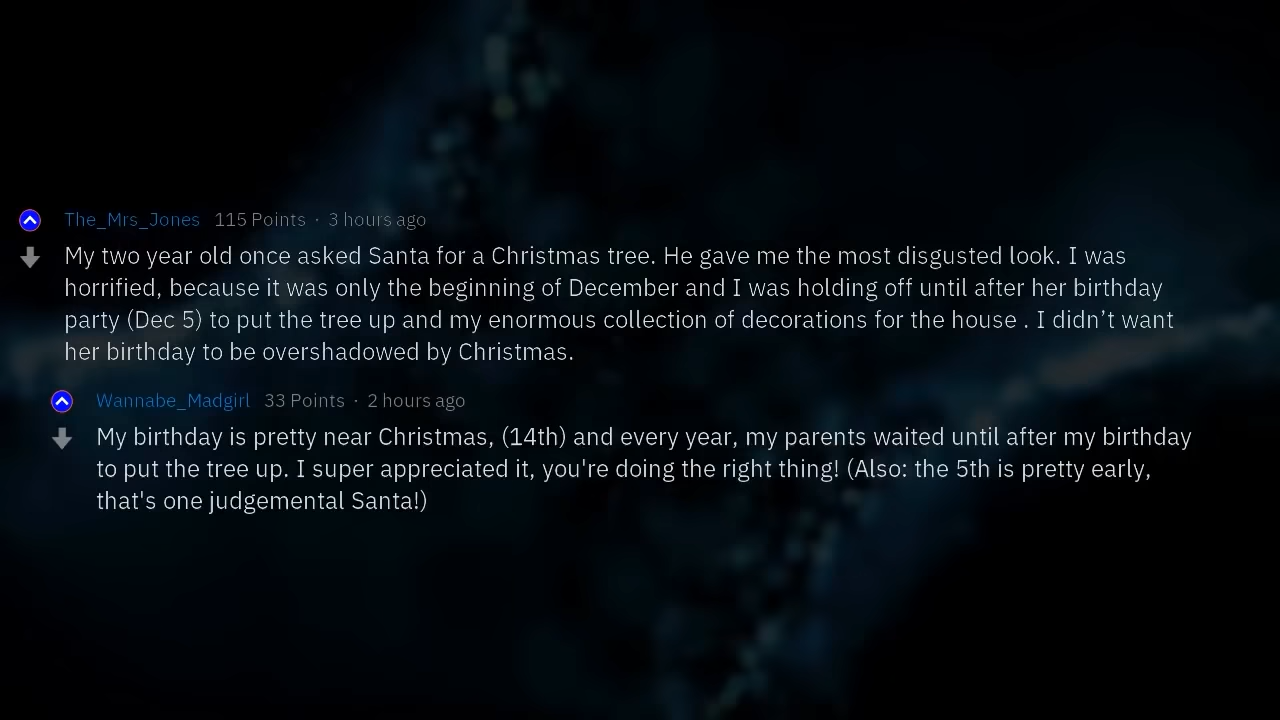 The_Mrs_Jones 115 Points · 3 hours ago
My two year old once asked Santa for a Christmas tree. He gave me the most disgusted look. I was
horrified, because it was only the beginning of December and I was holding off until after her birthday
party (Dec 5) to put the tree up and my enormous collection of decorations for the house . I didn’t want
her birthday to be overshadowed by Christmas.
Wannabe_Madgirl 33 Points · 2 hours ago
My birthday is pretty near Christmas, (14th) and every year, my parents waited until after my birthday
to put the tree up. I super appreciated it, you're doing the right thing! (Also: the 5th is pretty early,
that's one judgemental Santa!)